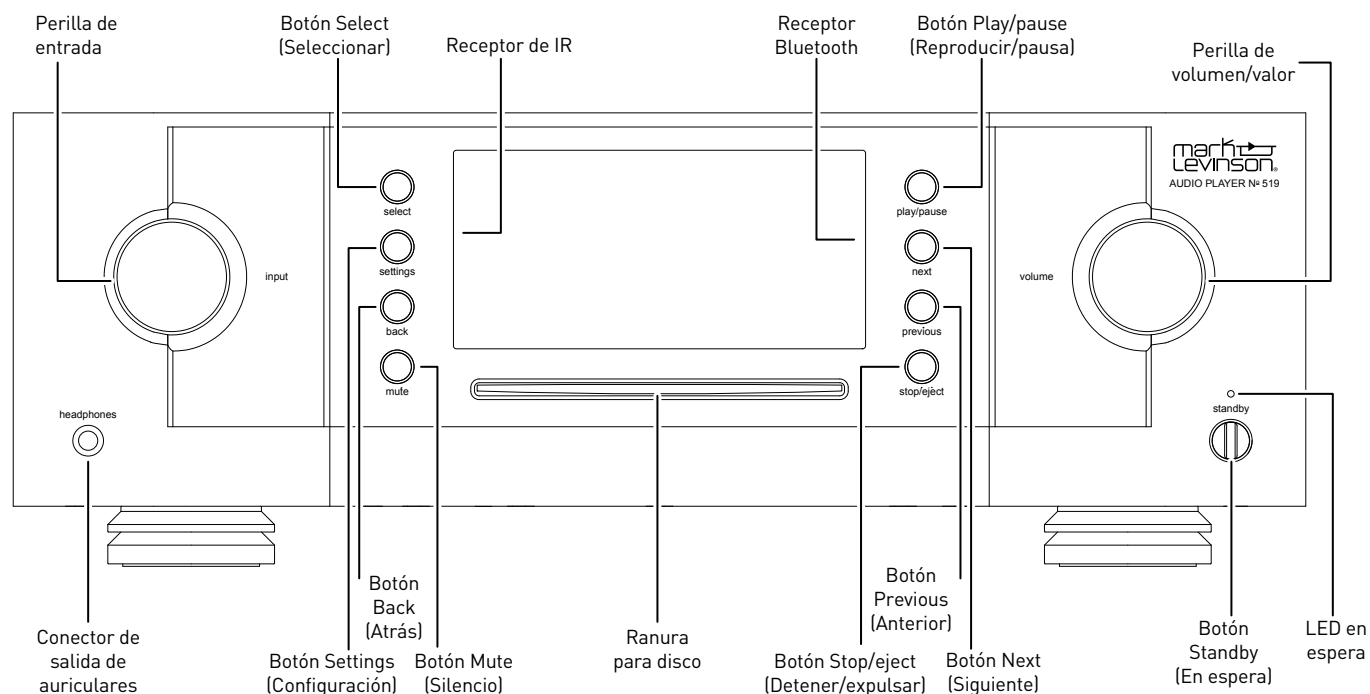 Perilla de
entrada
Botón Select
(Seleccionar)
Receptor de IR
Receptor
Bluetooth
Botón Play/pause
(Reproducir/pausa)
Perilla de
volumen/valor
mark
Levinson®
AUDIO PLAYER Nº 519
select
play/pause
settings
next
input
volume
back
previous
mute
stop/eject
headphones
standby
Botón
Back
(Atrás)
Botón
Previous
(Anterior)
Conector de
salida de
auriculares
Botón Settings
(Configuración)
Botón Mute
(Silencio)
Ranura
para disco
Botón Stop/eject
(Detener/expulsar)
Botón Next
(Siguiente)
Botón
Standby
(En espera)
LED en
espera